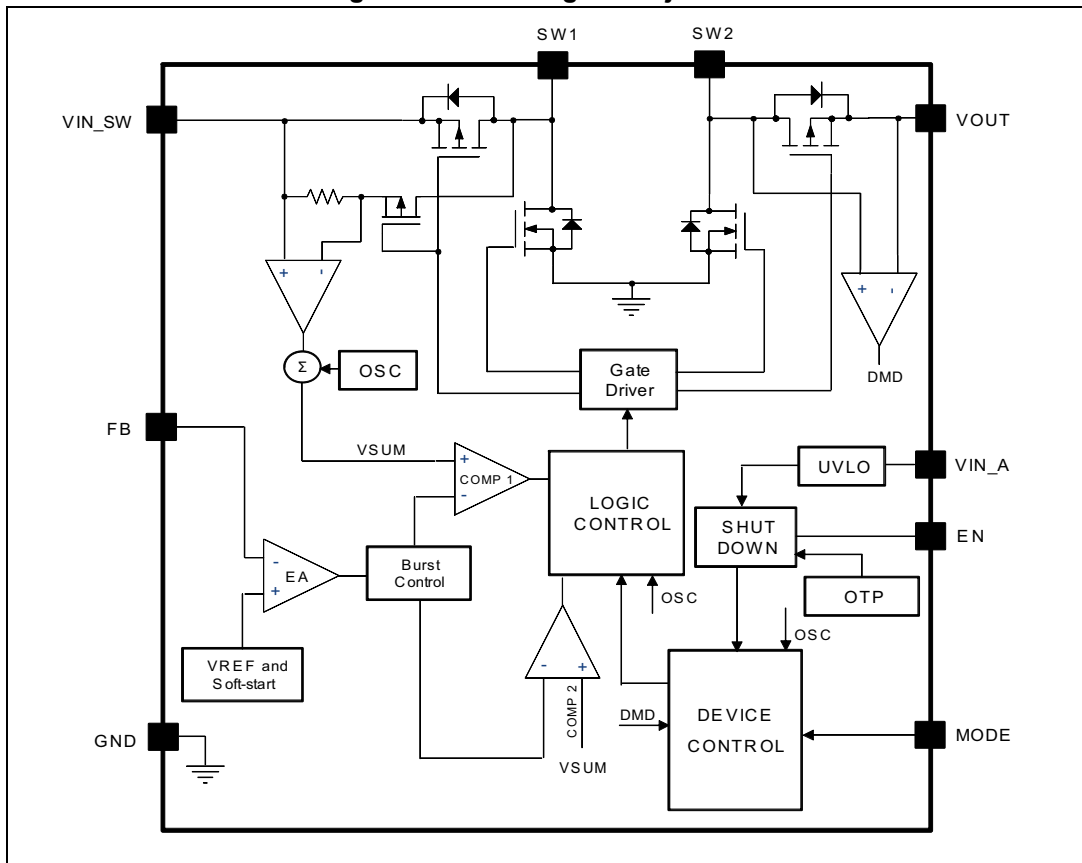 SW1
SW2
VIN_SW
VOUT
+ -
+ -
DMD
Σ
OSC
Gate
Driver
FB
VSUM
+
COMP 1
-
LOGIC
CONTROL
UVLO
VIN_A
SHUT
DOWN
EN
OTP
-
EA
+
Burst
Control
OSC
OSC
VREF and
Soft-start
- +
COMP 2
VSUM
DMD
DEVICE
CONTROL
GND
MODE